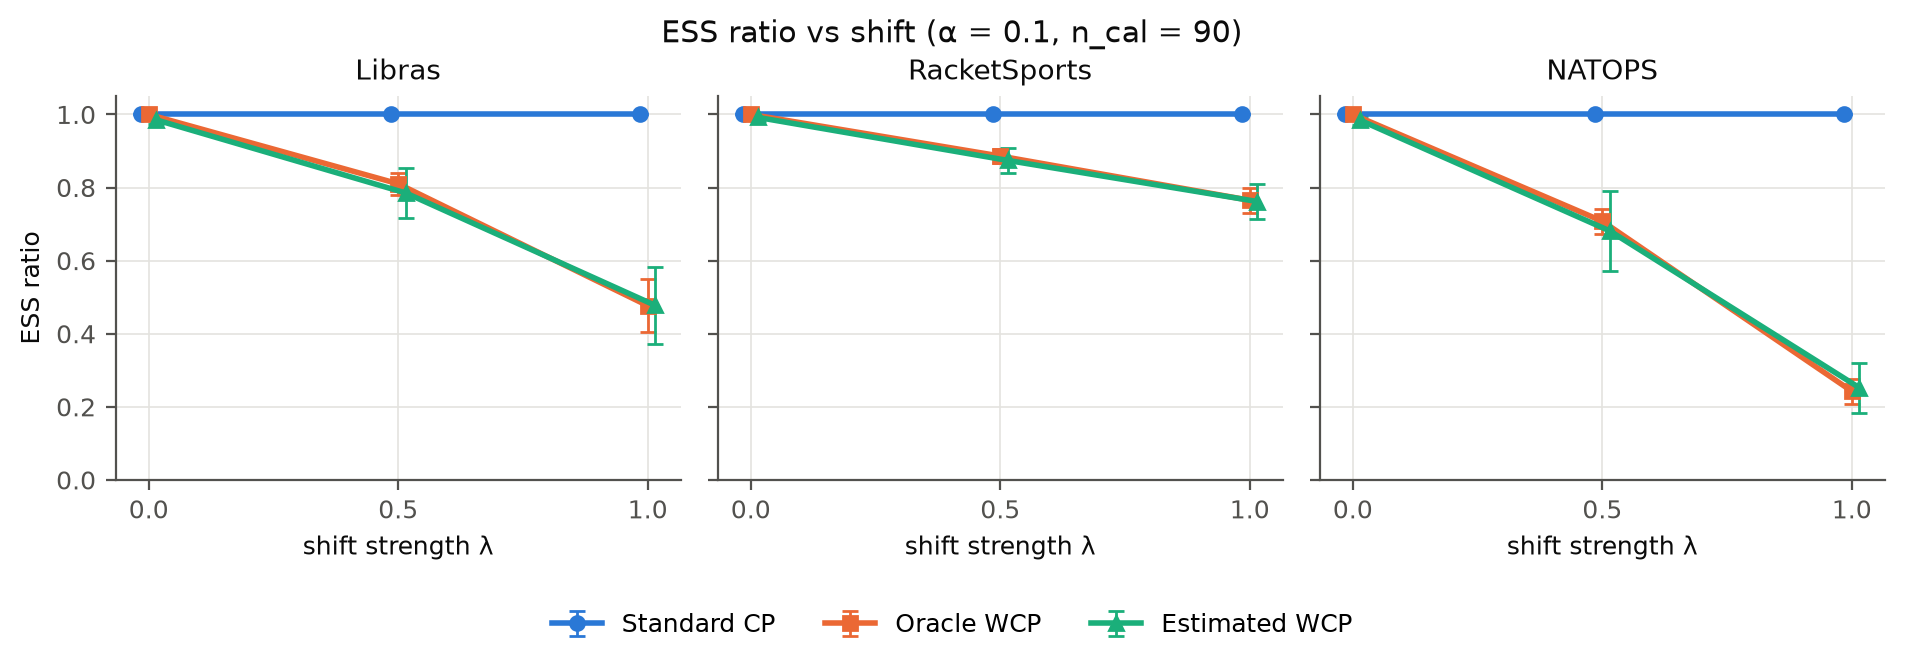 ESS ratio vs shift (α = 0.1, n_cal = 90)
Libras
RacketSports
NATOPS
ESS ratio
1.0
0.8
0.6
0.4
0.2
0.0
0.0 0.5 1.0
0.0 0.5 1.0
0.0 0.5 1.0
shift strength λ
shift strength λ
shift strength λ
Standard CP
Oracle WCP
Estimated WCP